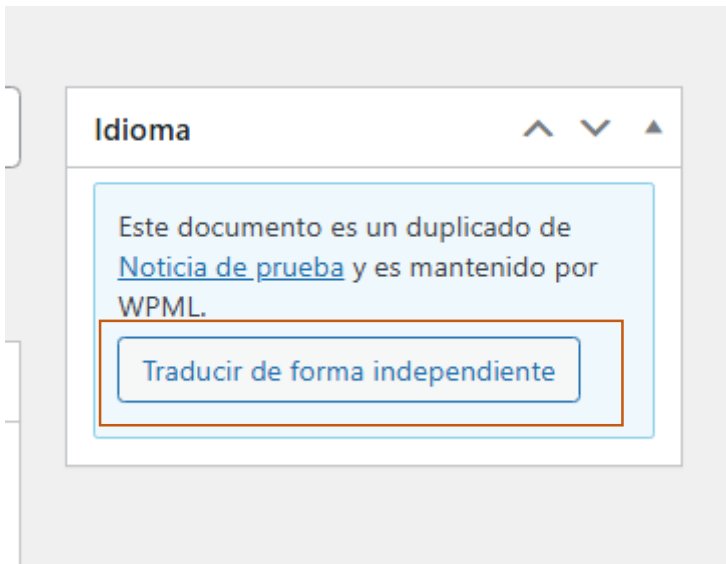 Idioma
Este documento es un duplicado de
Noticia de prueba y es mantenido por
WPML.
Traducir de forma independiente